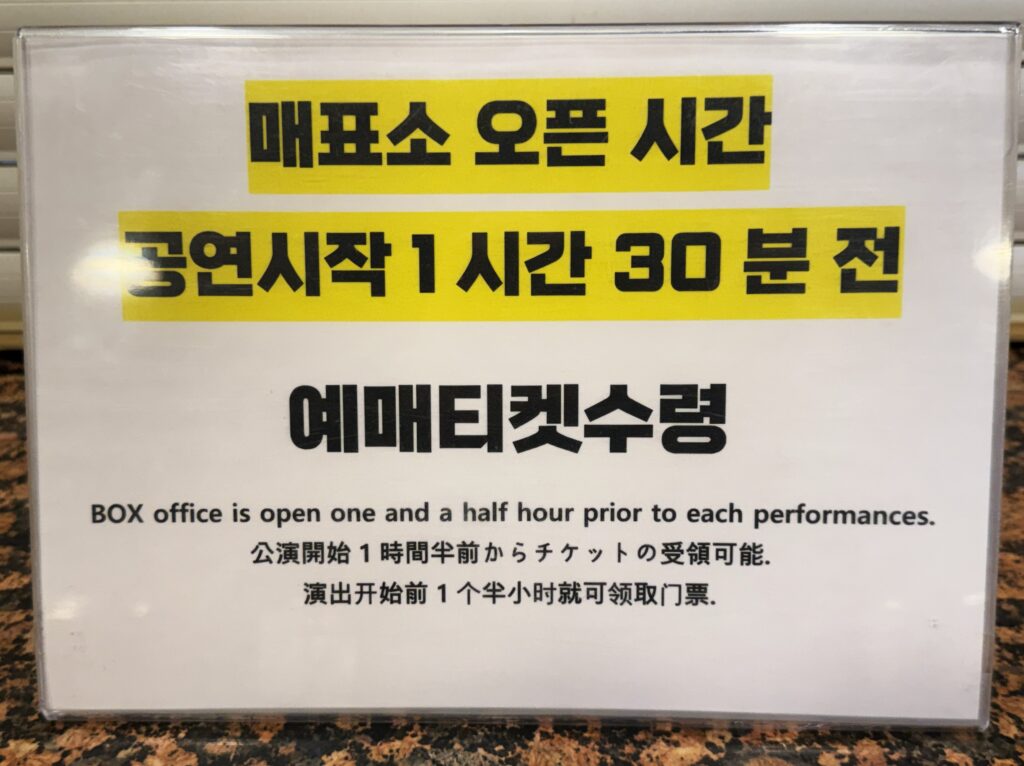 매표소 오픈 시간
공연시작 1 시간 30 분 전
예매티켓수령
BOX office is open one and a half hour prior to each performances.
公演開始 1 時間半前からチケットの受領可能.
演出开始前 1 个半小时就可领取门票.